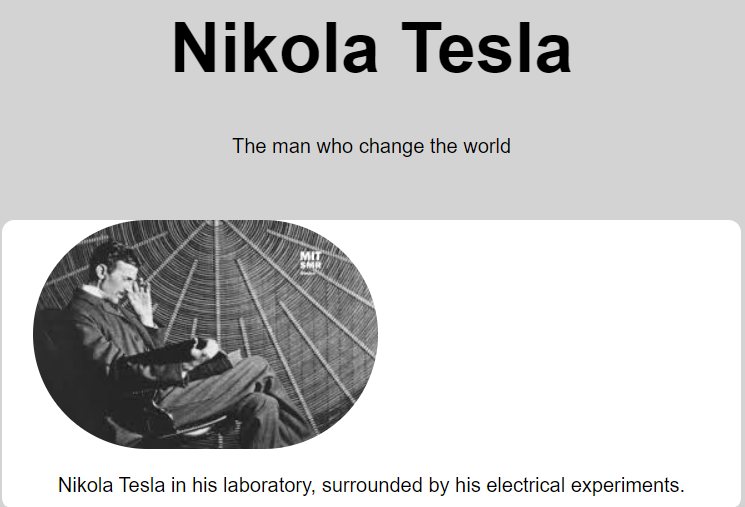 Nikola Tesla
The man who change the world
MIT
SMR
Nikola Tesla in his laboratory, surrounded by his electrical experiments.